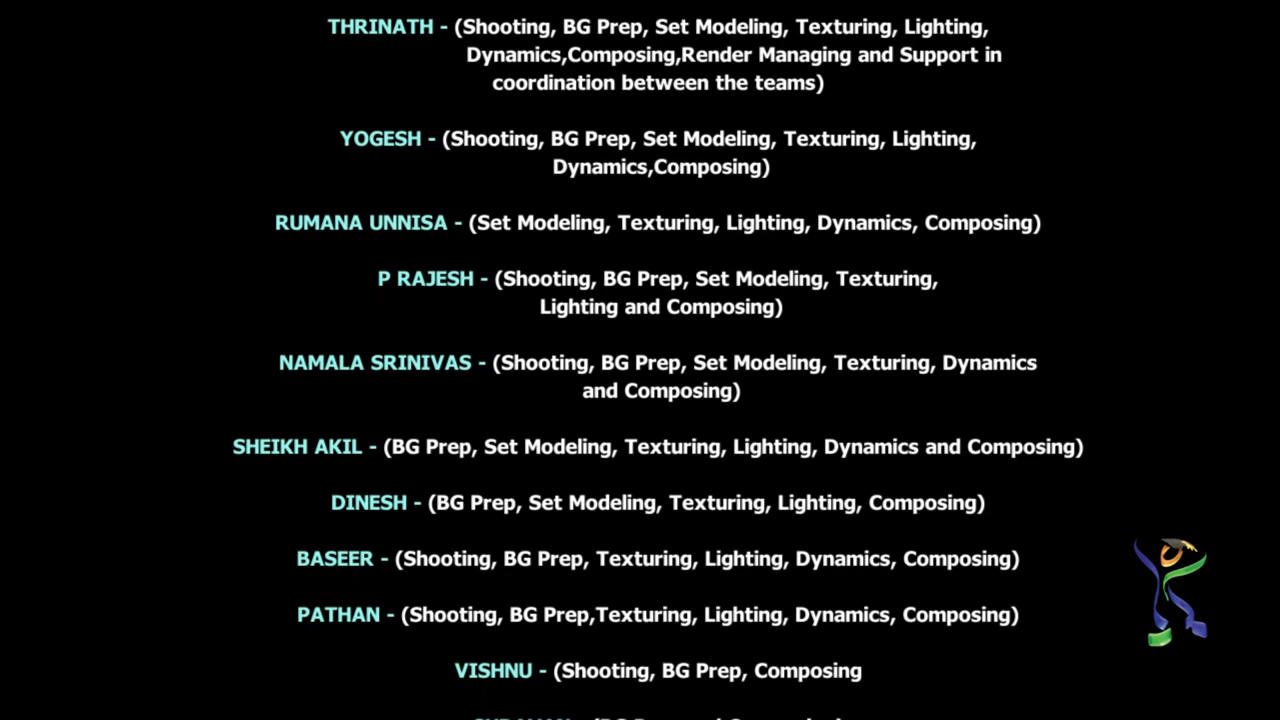 THRINATH - (Shooting, BG Prep, Set Modeling, Texturing, Lighting,
Dynamics,Composing,Render Managing and Support in
coordination between the teams)
YOGESH - (Shooting, BG Prep, Set Modeling, Texturing, Lighting,
Dynamics,Composing)
RUMANA UNNISA - (Set Modeling, Texturing, Lighting, Dynamics, Composing)
P RAJESH - (Shooting, BG Prep, Set Modeling, Texturing,
Lighting and Composing)
NAMALA SRINIVAS - (Shooting, BG Prep, Set Modeling, Texturing, Dynamics
and Composing)
SHEIKH AKIL - (BG Prep, Set Modeling, Texturing, Lighting, Dynamics and Composing)
DINESH - (BG Prep, Set Modeling, Texturing, Lighting, Composing)
BASEER - (Shooting, BG Prep, Texturing, Lighting, Dynamics, Composing)
PATHAN - (Shooting, BG Prep,Texturing, Lighting, Dynamics, Composing)
VISHNU - (Shooting, BG Prep, Composing